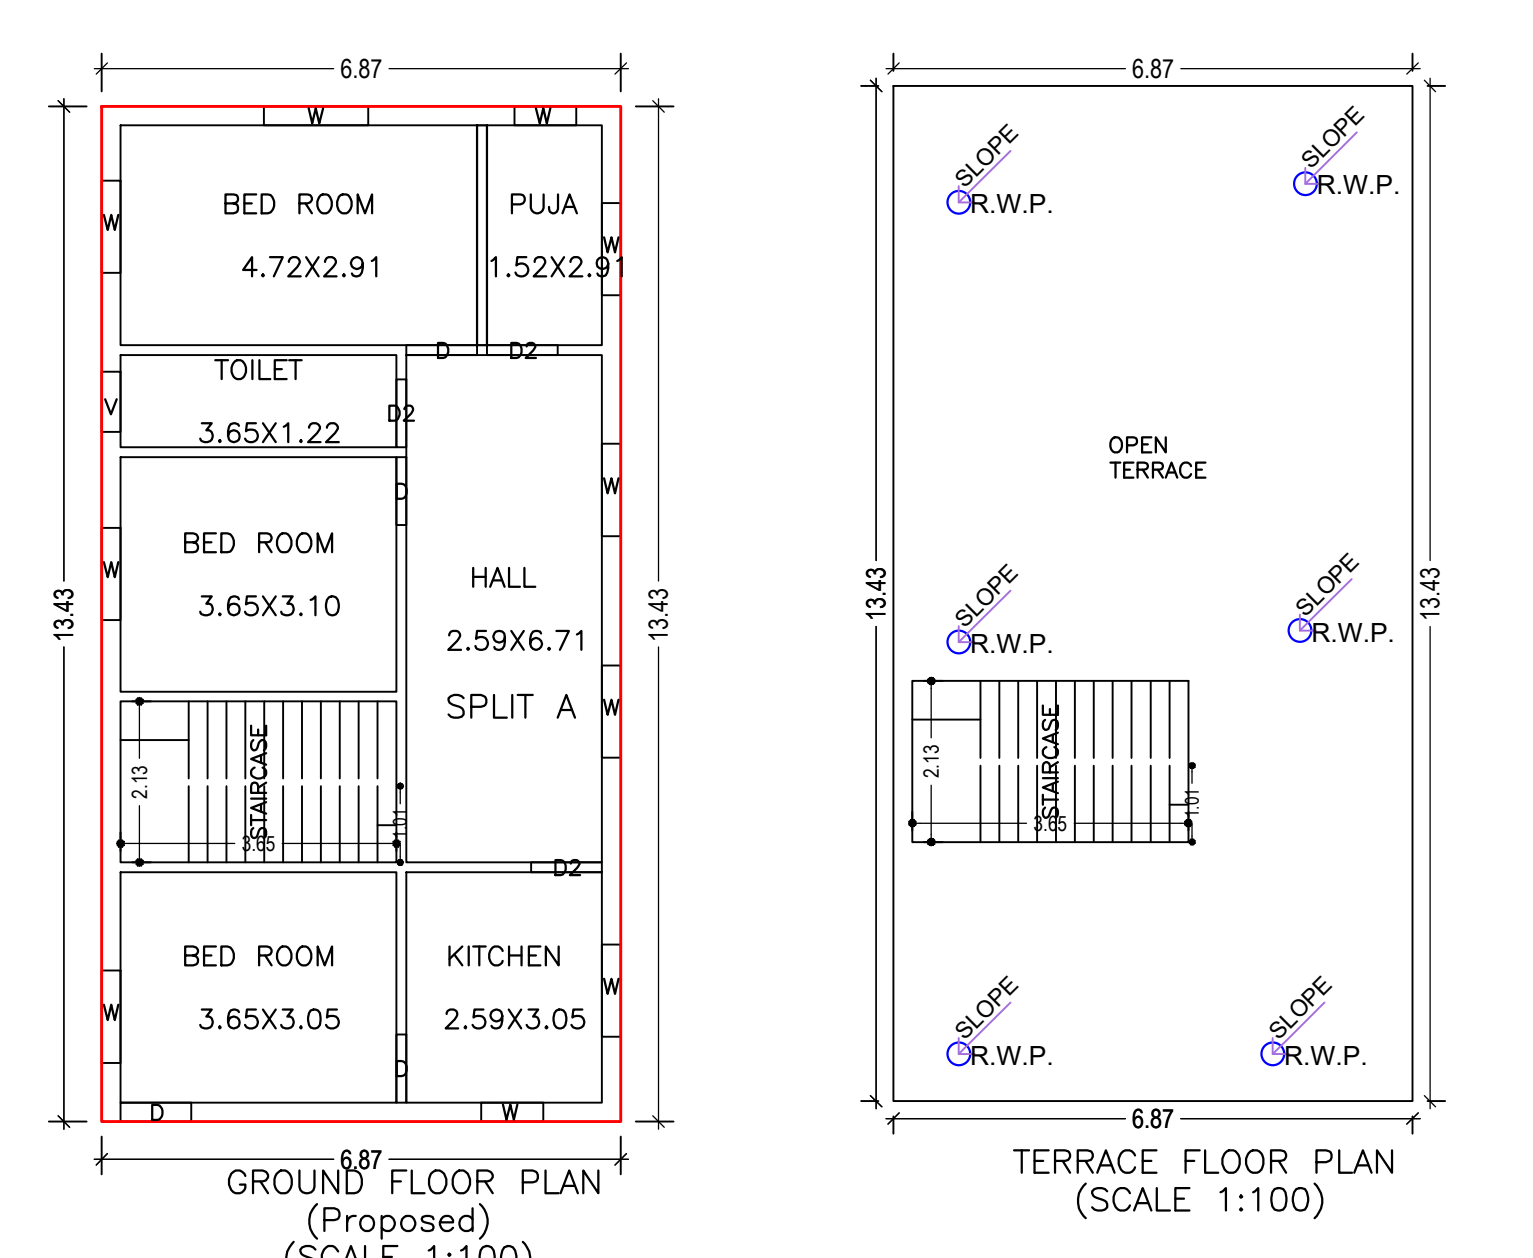 6.87
W
W
BED ROOM
PUJA
W
W
4.72X2.91
1.52X2.91
D
D2
TOILET
V
D2
3.65X1.22
W
D
BED ROOM
W
HALL
3.65X3.10
13.43
13.43
2.59X6.71
SPLIT A
W
STAIRCASE
2.13
1.01
3.65
D2
BED ROOM
KITCHEN
W
W
3.65X3.05
2.59X3.05
D
D
W
6.87
GROUND FLOOR PLAN
(Proposed)
(SCALE 1:100)
6.87
SLOPE
R.W.P.
SLOPE
R.W.P.
OPEN
TERRACE
13.43
13.43
SLOPE
R.W.P.
SLOPE
R.W.P.
STAIRCASE
2.13
1.01
3.65
SLOPE
R.W.P.
SLOPE
R.W.P.
6.87
TERRACE FLOOR PLAN
(SCALE 1:100)